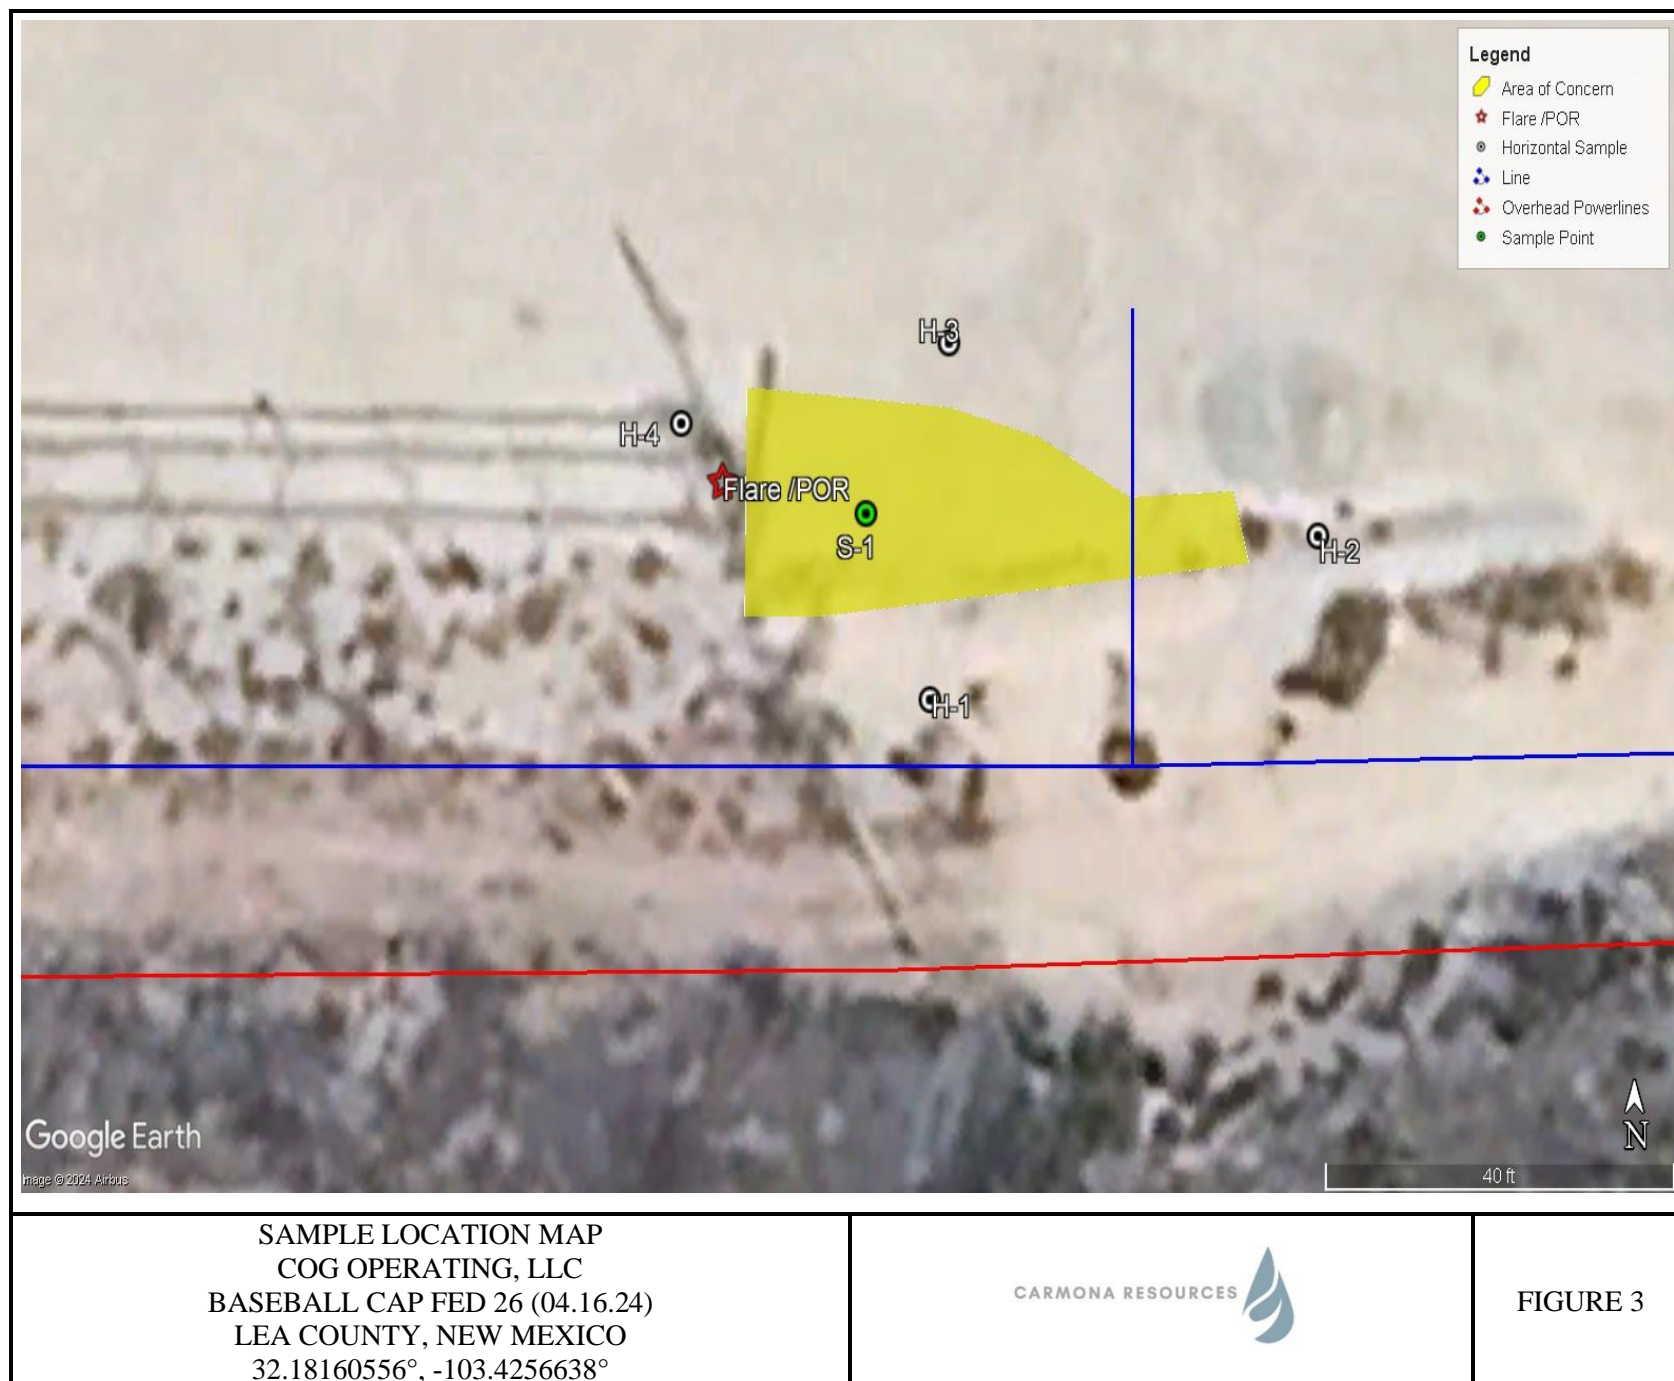 Legend
Area of Concern
Flare /POR
Horizontal Sample
Line
Overhead Powerlines
Sample Point
H-3
H-4
Flare /POR
S-1
H-2
H-1
Google Earth
Image © 2024 Airbus
N
40 ft
SAMPLE LOCATION MAP
COG OPERATING, LLC
BASEBALL CAP FED 26 (04.16.24)
LEA COUNTY, NEW MEXICO
32.18160556°, -103.4256638°
CARMONA RESOURCES
FIGURE 3